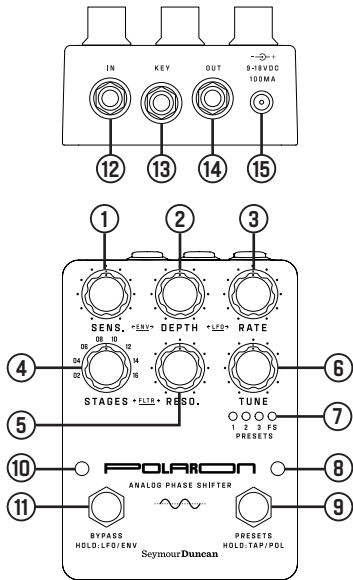 IN KEY OUT
9-18VDC
100MA
12 13 14 15
1 2 3
SENS. ←ENV→ DEPTH ←LFO→ RATE
08 10
06 12
04 14
02 16
4 6
STAGES ←FLTR→ RESO. TUNE
5 7
1 2 3 FS
PRESETS
10 POLARON 8
ANALOG PHASE SHIFTER
11 9
BYPASS PRESETS
HOLD:LFO/ENV HOLD:TAP/POL
Seymour Duncan